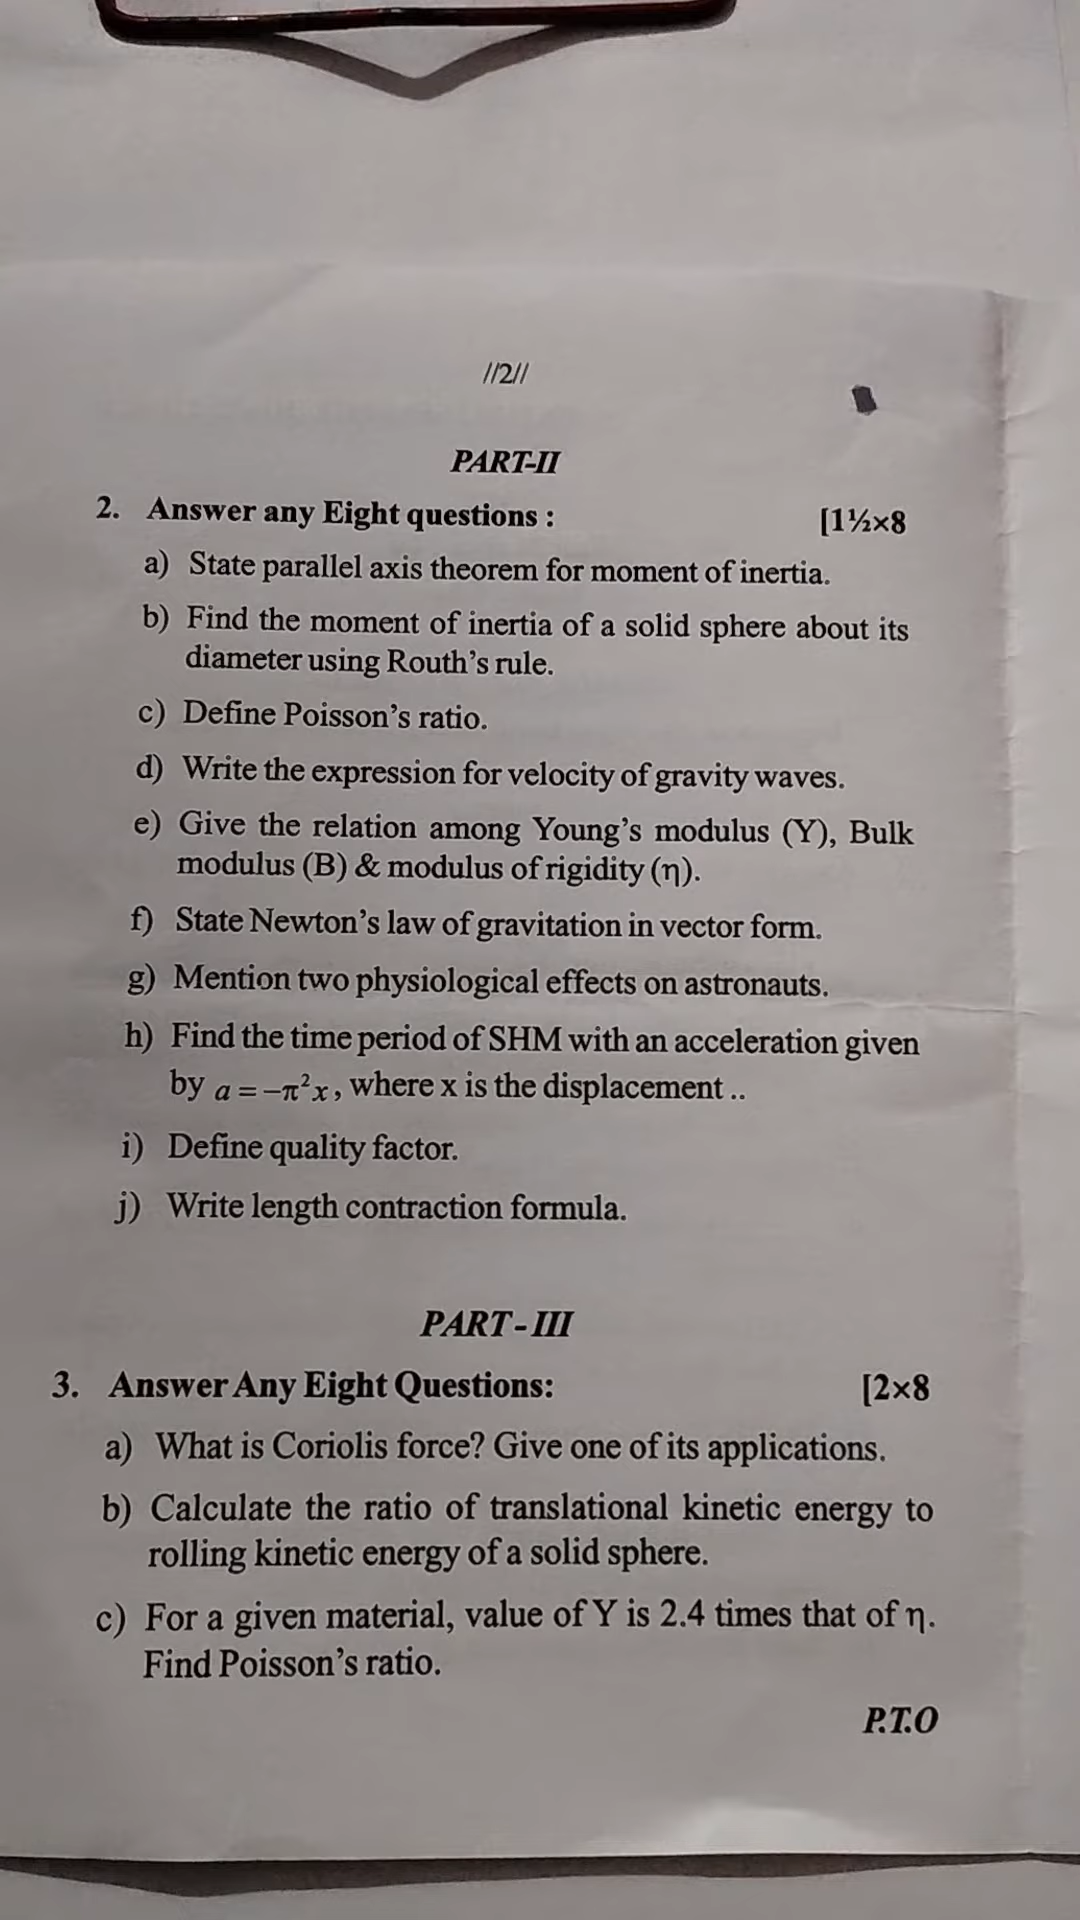 //2//
PART-II
2. Answer any Eight questions : [1½×8
a) State parallel axis theorem for moment of inertia.
b) Find the moment of inertia of a solid sphere about its
diameter using Routh's rule.
c) Define Poisson's ratio.
d) Write the expression for velocity of gravity waves.
e) Give the relation among Young's modulus (Y), Bulk
modulus (B) & modulus of rigidity (η).
f) State Newton's law of gravitation in vector form.
g) Mention two physiological effects on astronauts.
h) Find the time period of SHM with an acceleration given
by a = −π²x, where x is the displacement ..
i) Define quality factor.
j) Write length contraction formula.
PART - III
3. Answer Any Eight Questions: [2×8
a) What is Coriolis force? Give one of its applications.
b) Calculate the ratio of translational kinetic energy to
rolling kinetic energy of a solid sphere.
c) For a given material, value of Y is 2.4 times that of η.
Find Poisson's ratio.
P.T.O